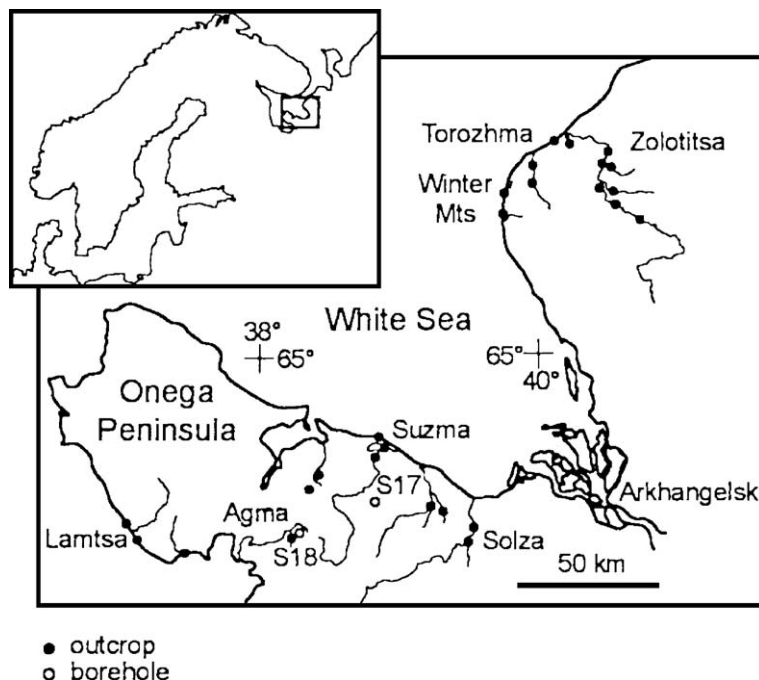 Torozhma
Zolotitsa
Winter
Mts
White Sea
38°
65°
65°
40°
Onega
Peninsula
Suzma
S17
Arkhangelsk
Agma
Lamtsa
S18
Solza
50 km
outcrop
borehole